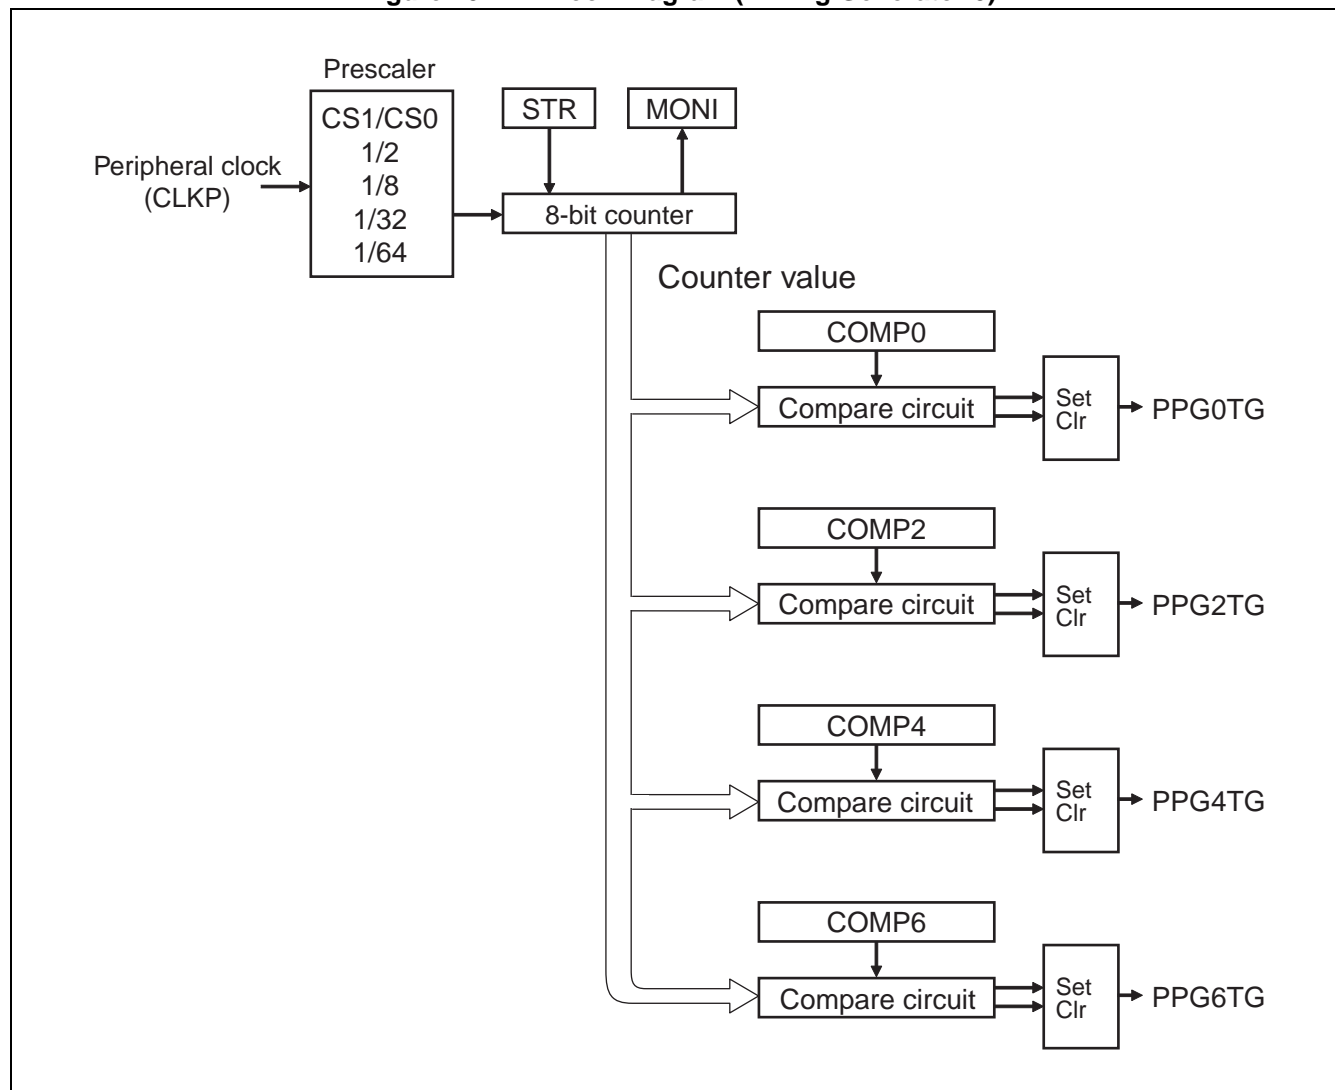 Prescaler
CS1/CS0
1/2
1/8
1/32
1/64
Peripheral clock
(CLKP)
STR
MONI
8-bit counter
Counter value
COMP0
Compare circuit
Set
Clr
PPG0TG
COMP2
Compare circuit
Set
Clr
PPG2TG
COMP4
Compare circuit
Set
Clr
PPG4TG
COMP6
Compare circuit
Set
Clr
PPG6TG